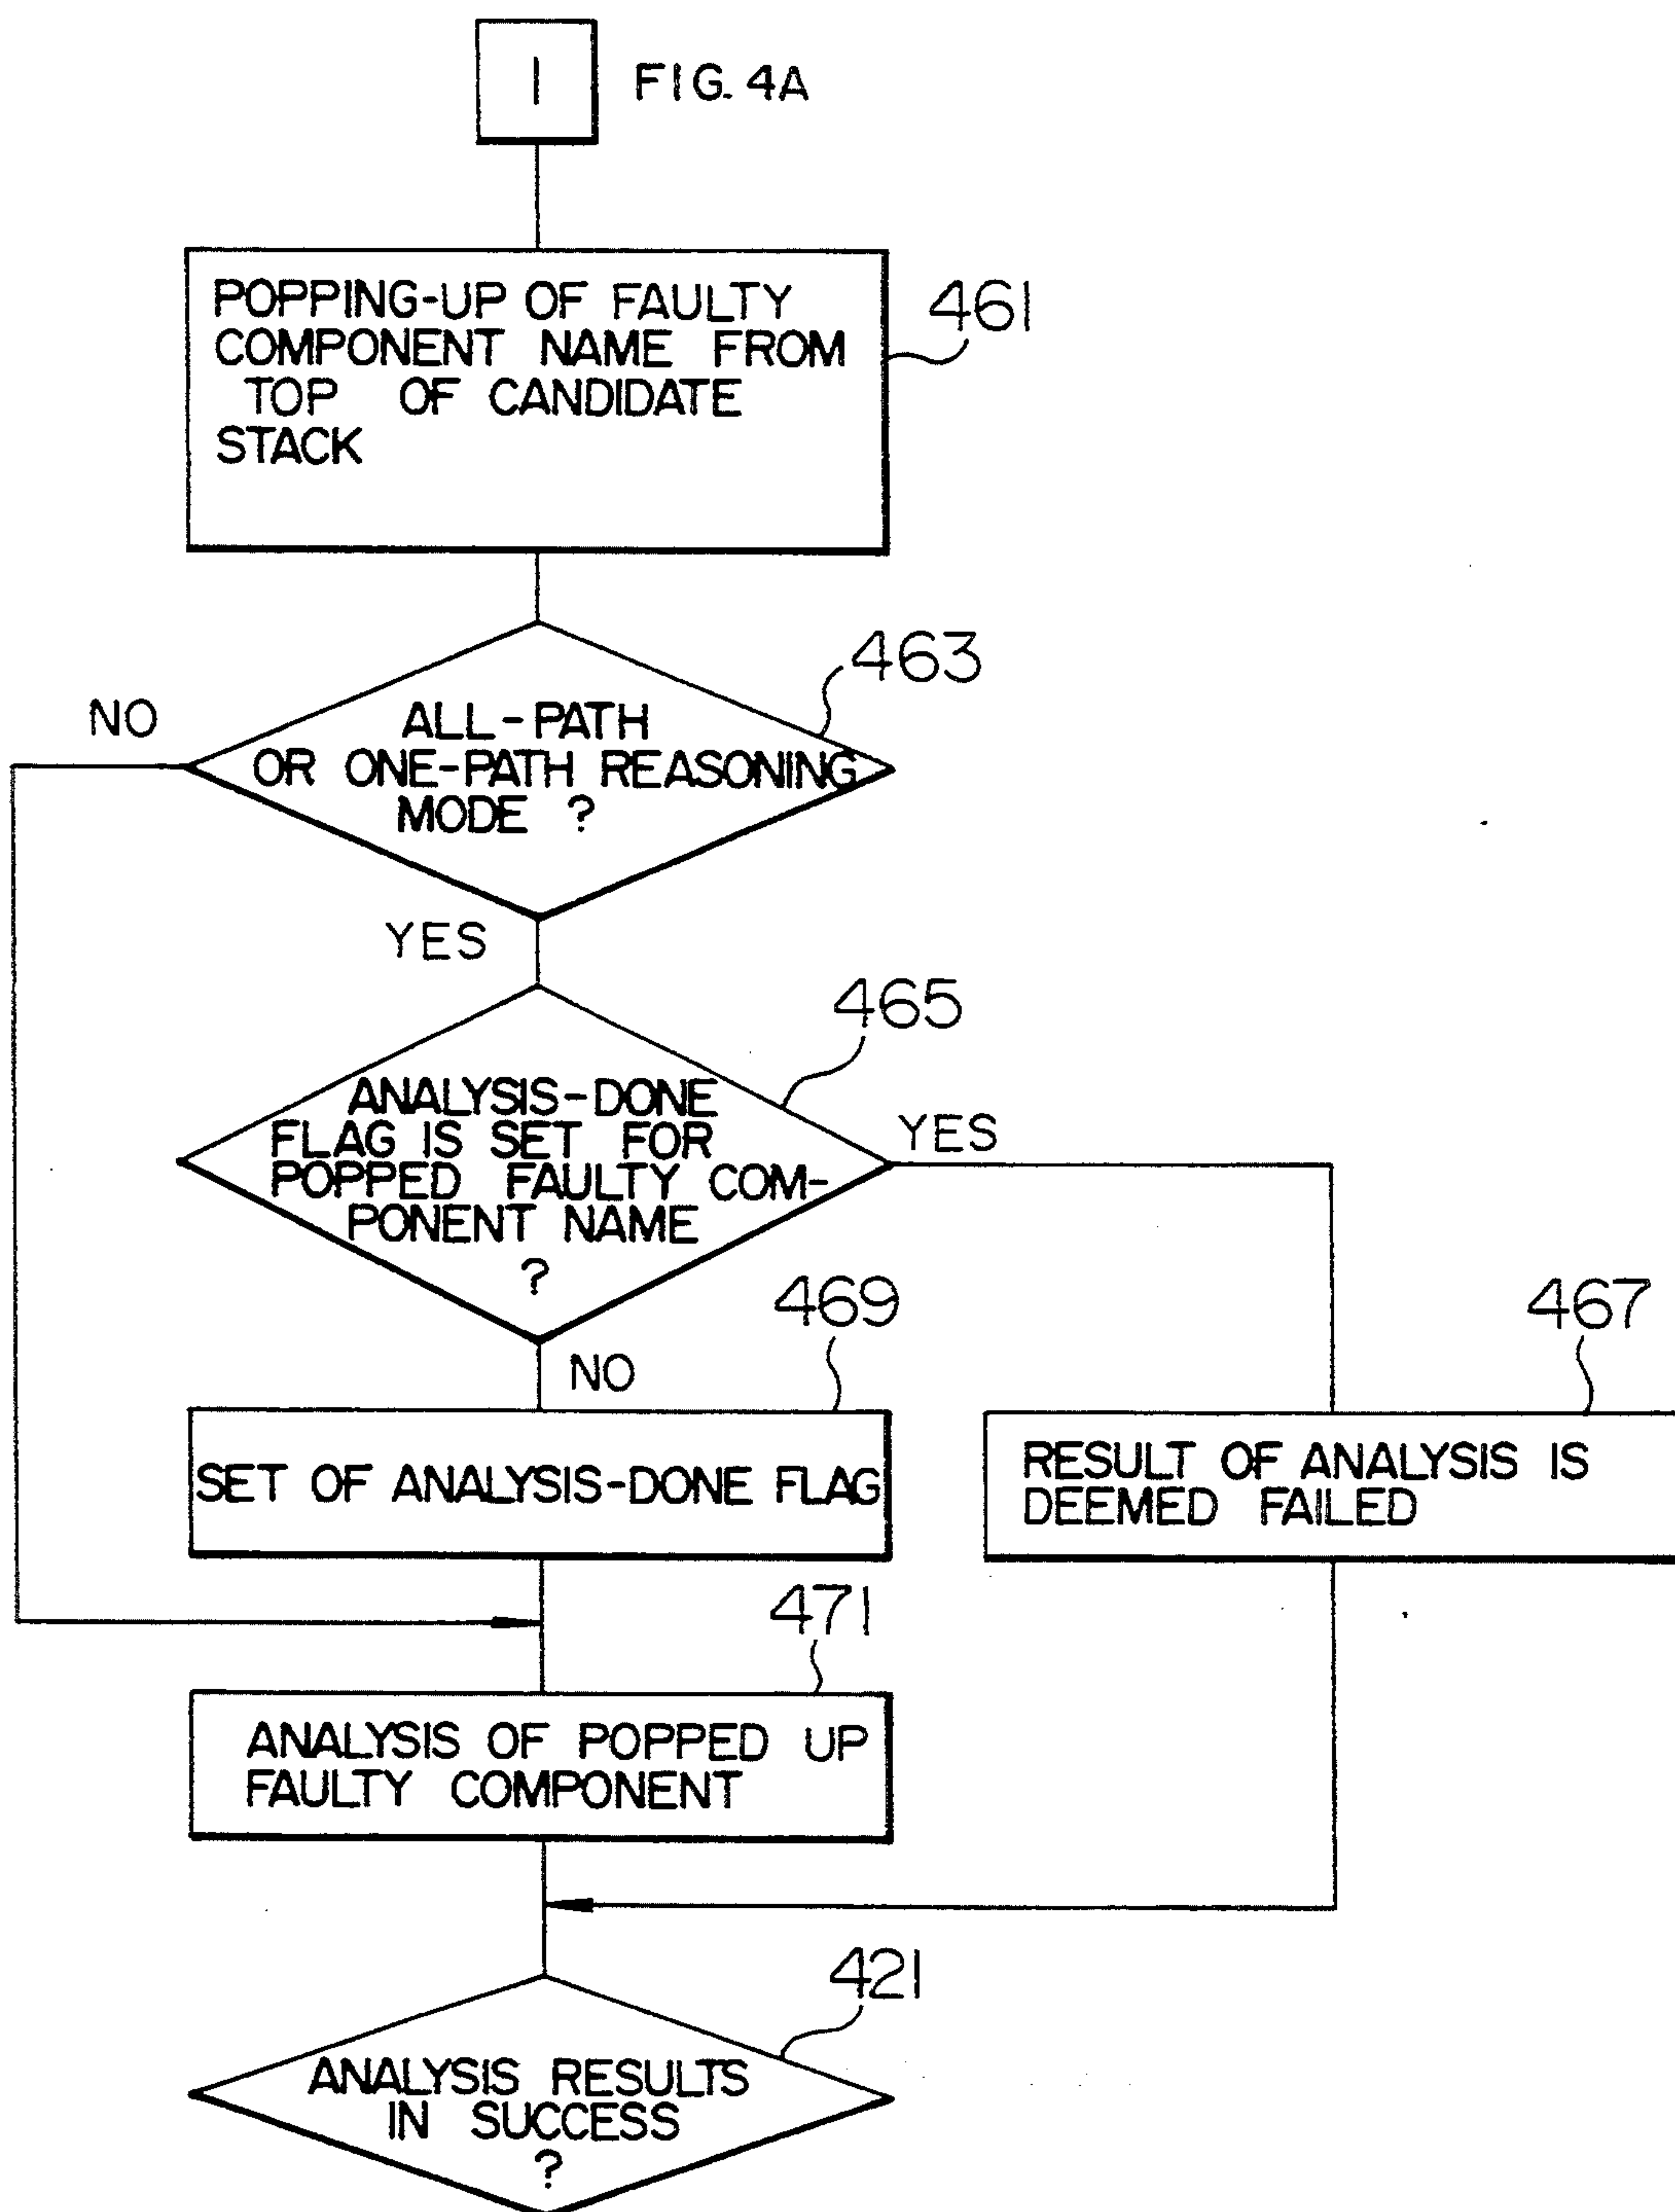 1
FIG. 4A
POPPING-UP OF FAULTY
COMPONENT NAME FROM
TOP OF CANDIDATE
STACK
461
463
NO
ALL-PATH
OR ONE-PATH REASONING
MODE ?
YES
465
ANALYSIS-DONE
FLAG IS SET FOR
POPPED FAULTY COM-
PONENT NAME
?
YES
469
467
NO
SET OF ANALYSIS-DONE FLAG
RESULT OF ANALYSIS IS
DEEMED FAILED
471
ANALYSIS OF POPPED UP
FAULTY COMPONENT
421
ANALYSIS RESULTS
IN SUCCESS
?